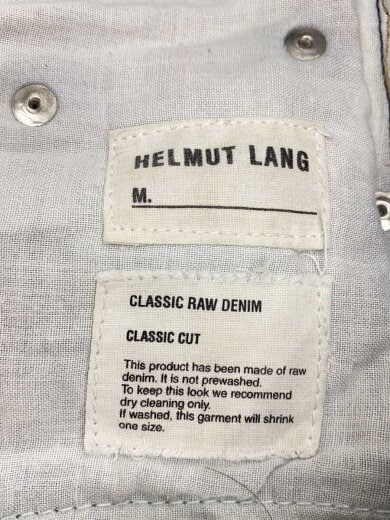 HELMUT LANG
M.
CLASSIC RAW DENIM
CLASSIC CUT
This product has been made of raw
denim. It is not prewashed.
To keep this look we recommend
dry cleaning only.
If washed, this garment will shrink
one size.